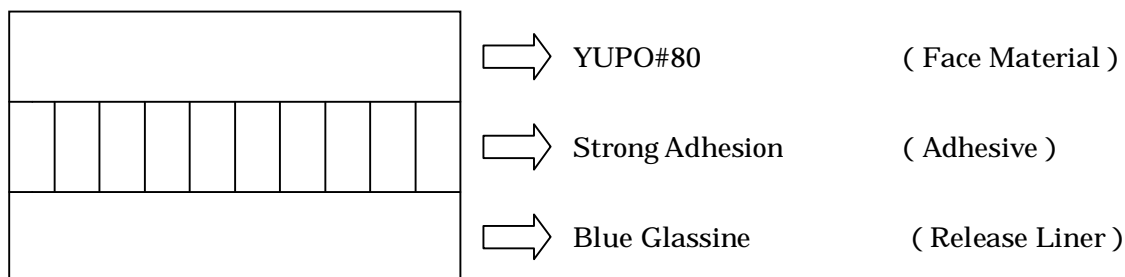 YUPO#80 ( Face Material )
Strong Adhesion ( Adhesive )
Blue Glassine ( Release Liner )